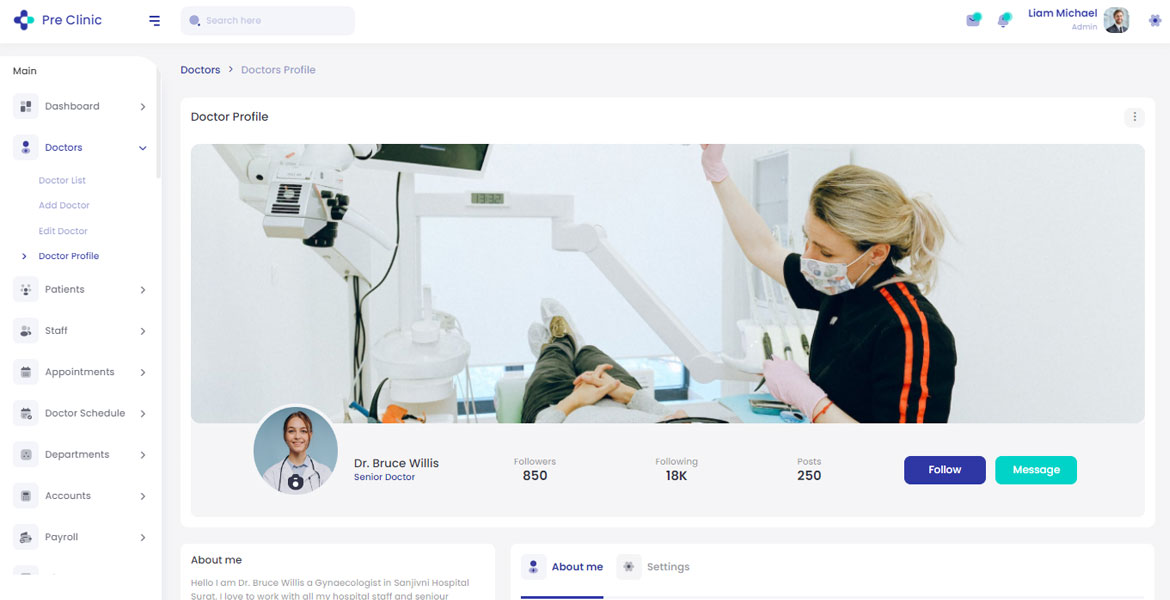 Pre Clinic
Search here
Liam Michael
Admin
Main
Dashboard
Doctors
Doctor List
Add Doctor
Edit Doctor
Doctor Profile
Patients
Staff
Appointments
Doctor Schedule
Departments
Accounts
Payroll
Doctors > Doctors Profile
Doctor Profile
Dr. Bruce Willis
Senior Doctor
Followers
850
Following
18K
Posts
250
Follow
Message
About me
Hello I am Dr. Bruce Willis a Gynaecologist in Sanjivni Hospital
Surat. I love to work with all my hospital staff and seniour
About me
Settings